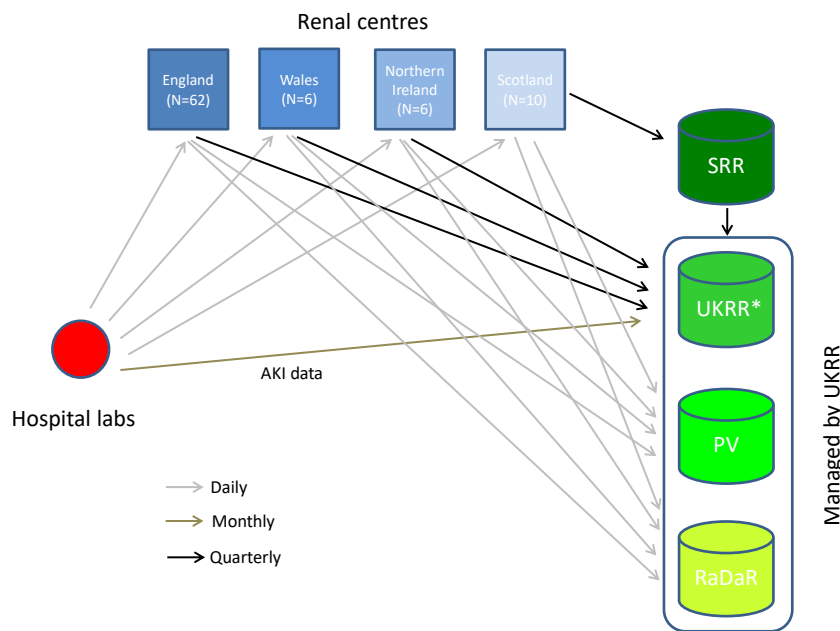 Renal centres
England
(N=62)
Wales
(N=6)
Northern
Ireland
(N=6)
Scotland
(N=10)
SRR
UKRR*
AKI data
Hospital labs
PV
Managed by UKRR
Daily
Monthly
Quarterly
RaDaR